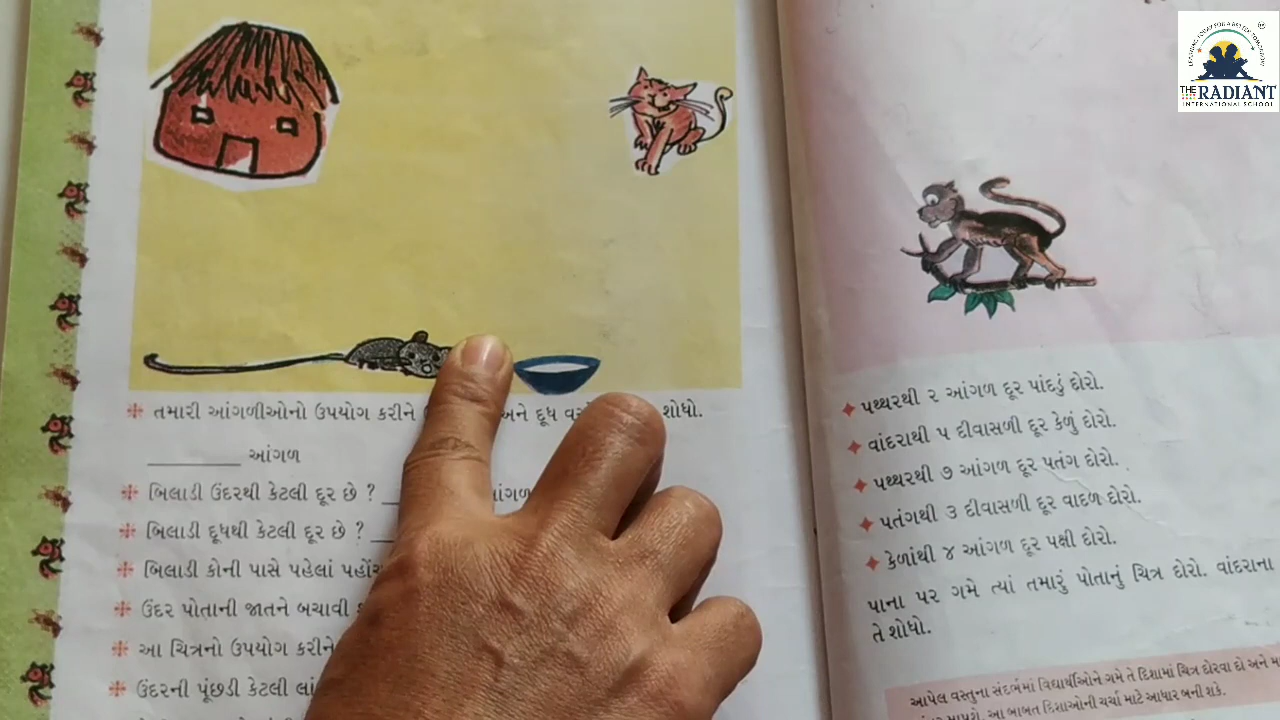 THE RADIANT
INTERNATIONAL SCHOOL
તમારી આંગળીઓનો ઉપયોગ કરીને અને દૂધ શોધો.
________ આંગળ
બિલાડી ઉંદરથી કેટલી દૂર છે ?
બિલાડી દૂધથી કેટલી દૂર છે ?
બિલાડી કોની પાસે પહેલાં
ઉંદર પોતાની જાતને બચાવી
આ ચિત્રનો ઉપયોગ કરીને
ઉંદરની પૂંછડી કેટલી
પથ્થરથી ૨ આંગળ દૂર પાંદડું દોરો.
વાંદરાથી ૫ દીવાસળી દૂર કેળું દોરો.
પથ્થરથી ૭ આંગળ દૂર પતંગ દોરો.
પતંગથી ૩ દીવાસળી દૂર વાદળ દોરો.
કેળાંથી ૪ આંગળ દૂર પક્ષી દોરો.
પાના પર ગમે ત્યાં તમારું પોતાનું ચિત્ર દોરો. વાંદરાના
તે શોધો.
આપેલ વસ્તુના સંદર્ભમાં વિદ્યાર્થીઓને ગમે તે દિશામાં ચિત્ર દોરવા દો અને
આ બાબત દિશાઓની ચર્ચા માટે આધાર બની શકે.